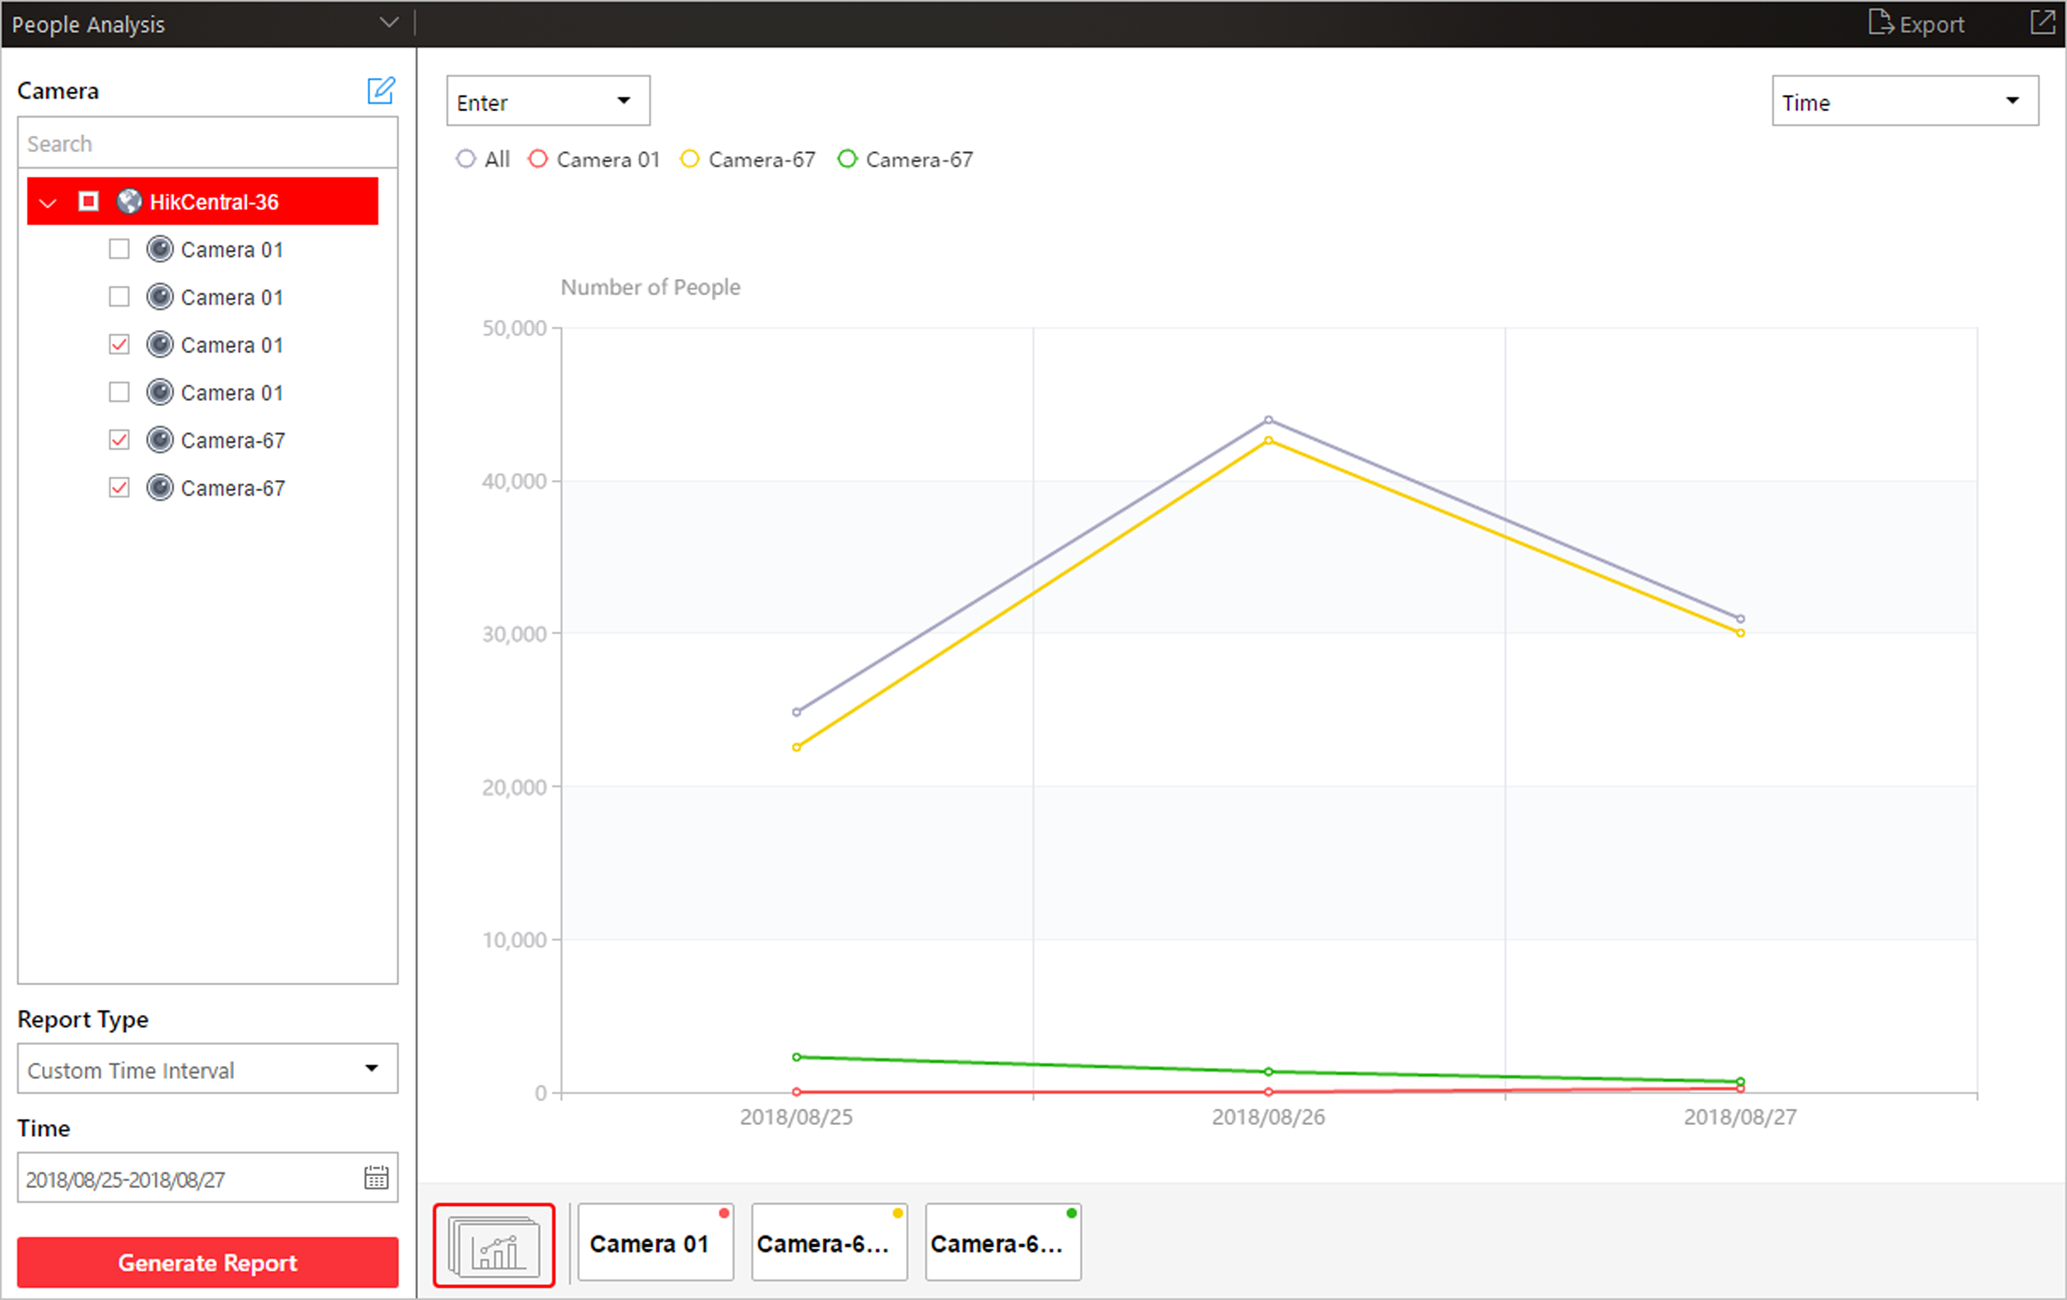 People Analysis
Export
Camera
Search
HikCentral-36
Camera 01
Camera 01
Camera 01
Camera 01
Camera-67
Camera-67
Report Type
Custom Time Interval
Time
2018/08/25-2018/08/27
Generate Report
Enter
Time
All Camera 01 Camera-67 Camera-67
Number of People
50,000
40,000
30,000
20,000
10,000
0
2018/08/25 2018/08/26 2018/08/27
Camera 01 Camera-6... Camera-6...